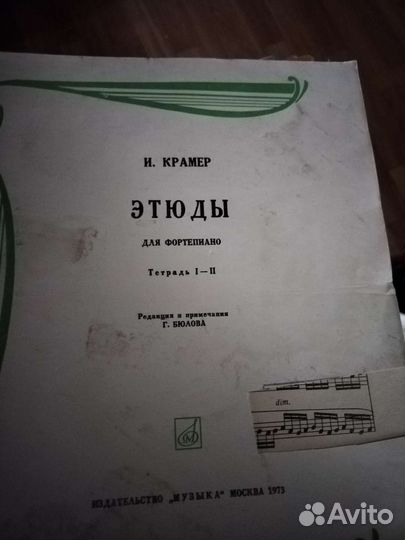 И. КРАМЕР
ЭТЮДЫ
ДЛЯ ФОРТЕПИАНО
Тетрадь I—II
Редакция и примечания
Г. БЮЛОВА
dim.
ИЗДАТЕЛЬСТВО „МУЗЫКА“ МОСКВА 1973
Avito